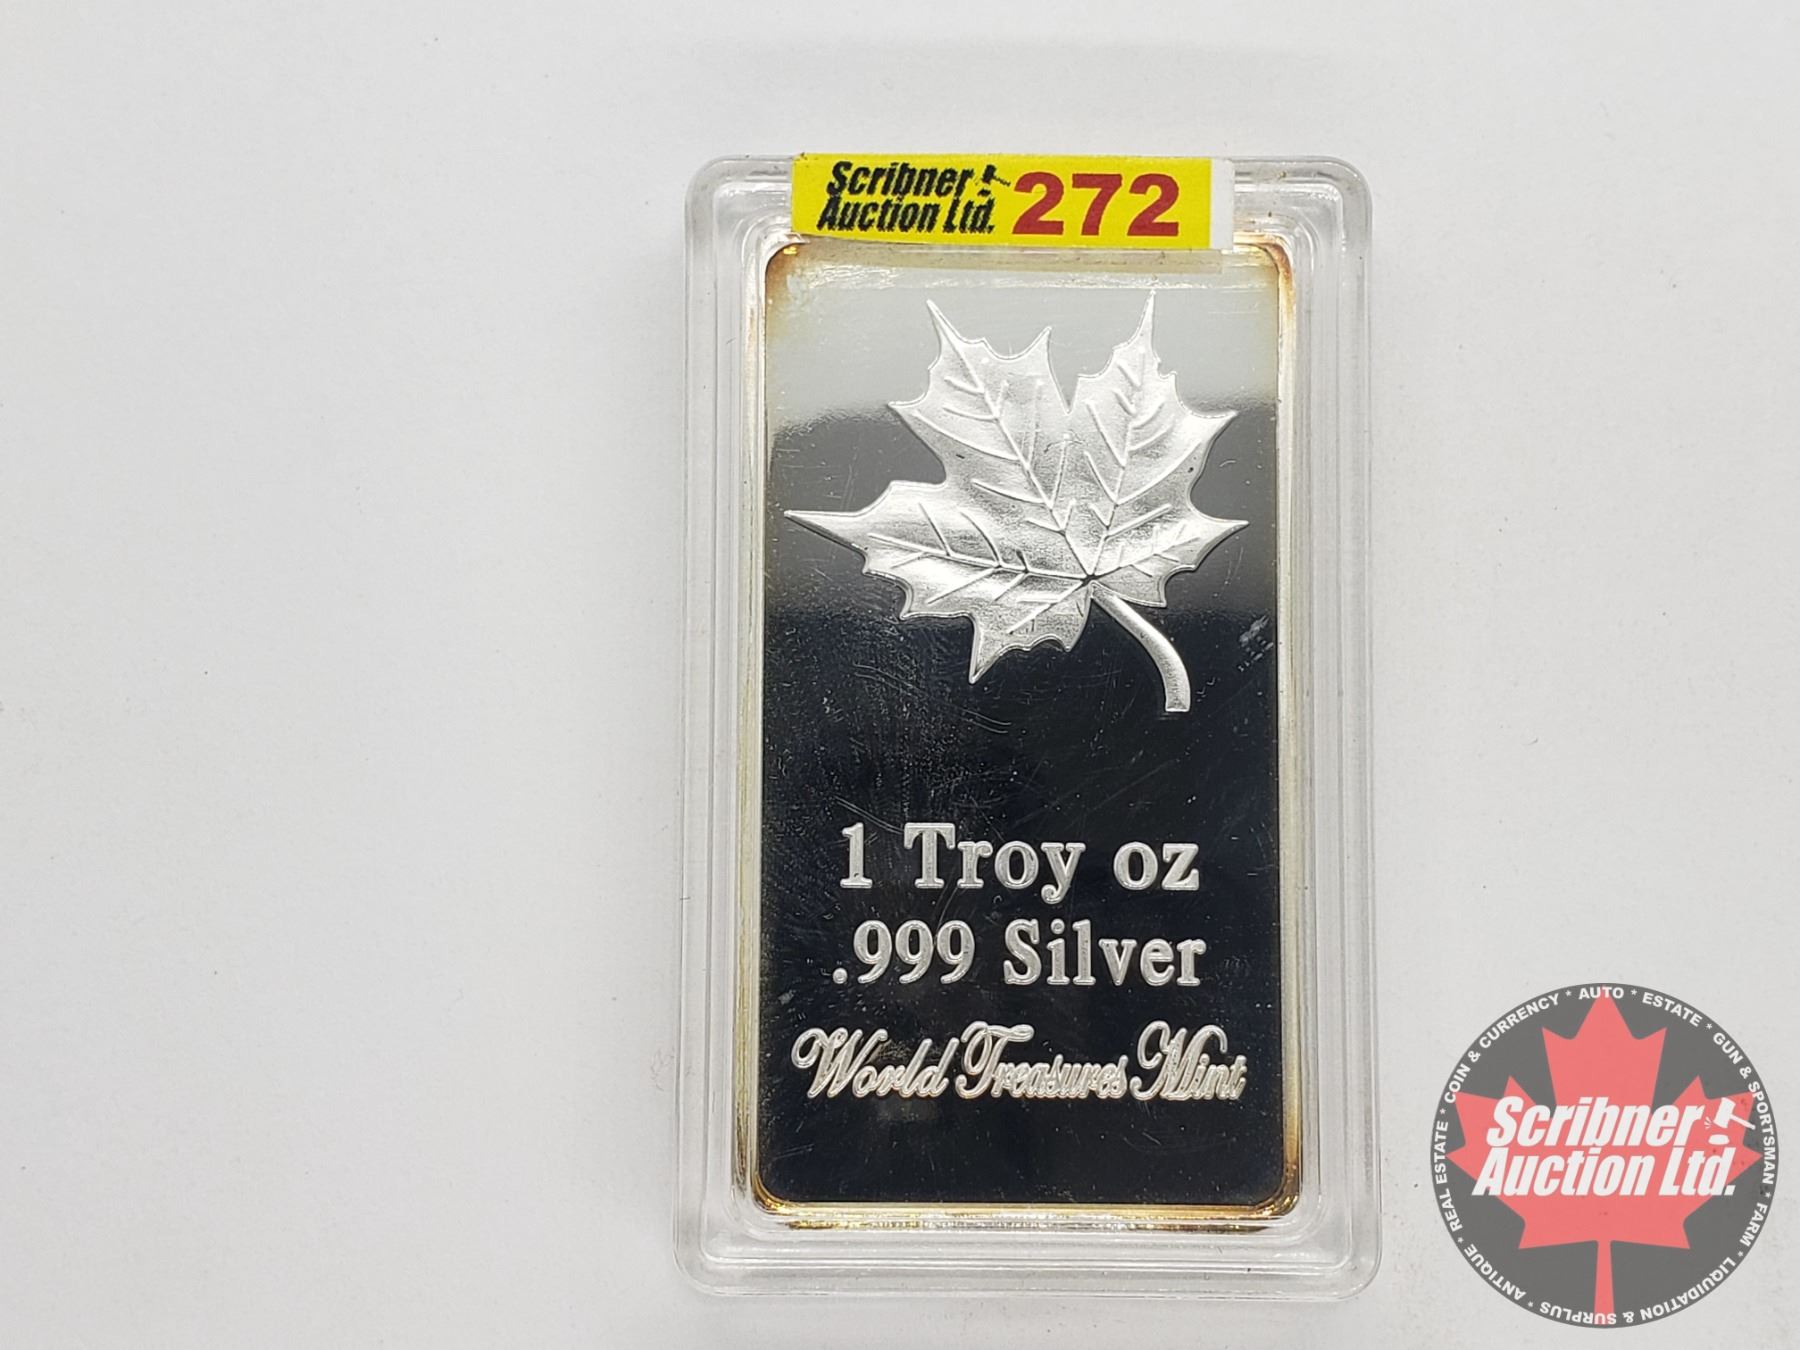 Scribner
Auction Ltd.
272
1 Troy oz
.999 Silver
World Treasures Mint
REAL ESTATE * COIN & CURRENCY * AUTO * ESTATE * GUN & SPORTSMAN * FARM * LIQUIDATION & SURPLUS * ANTIQUE *
Scribner
Auction Ltd.